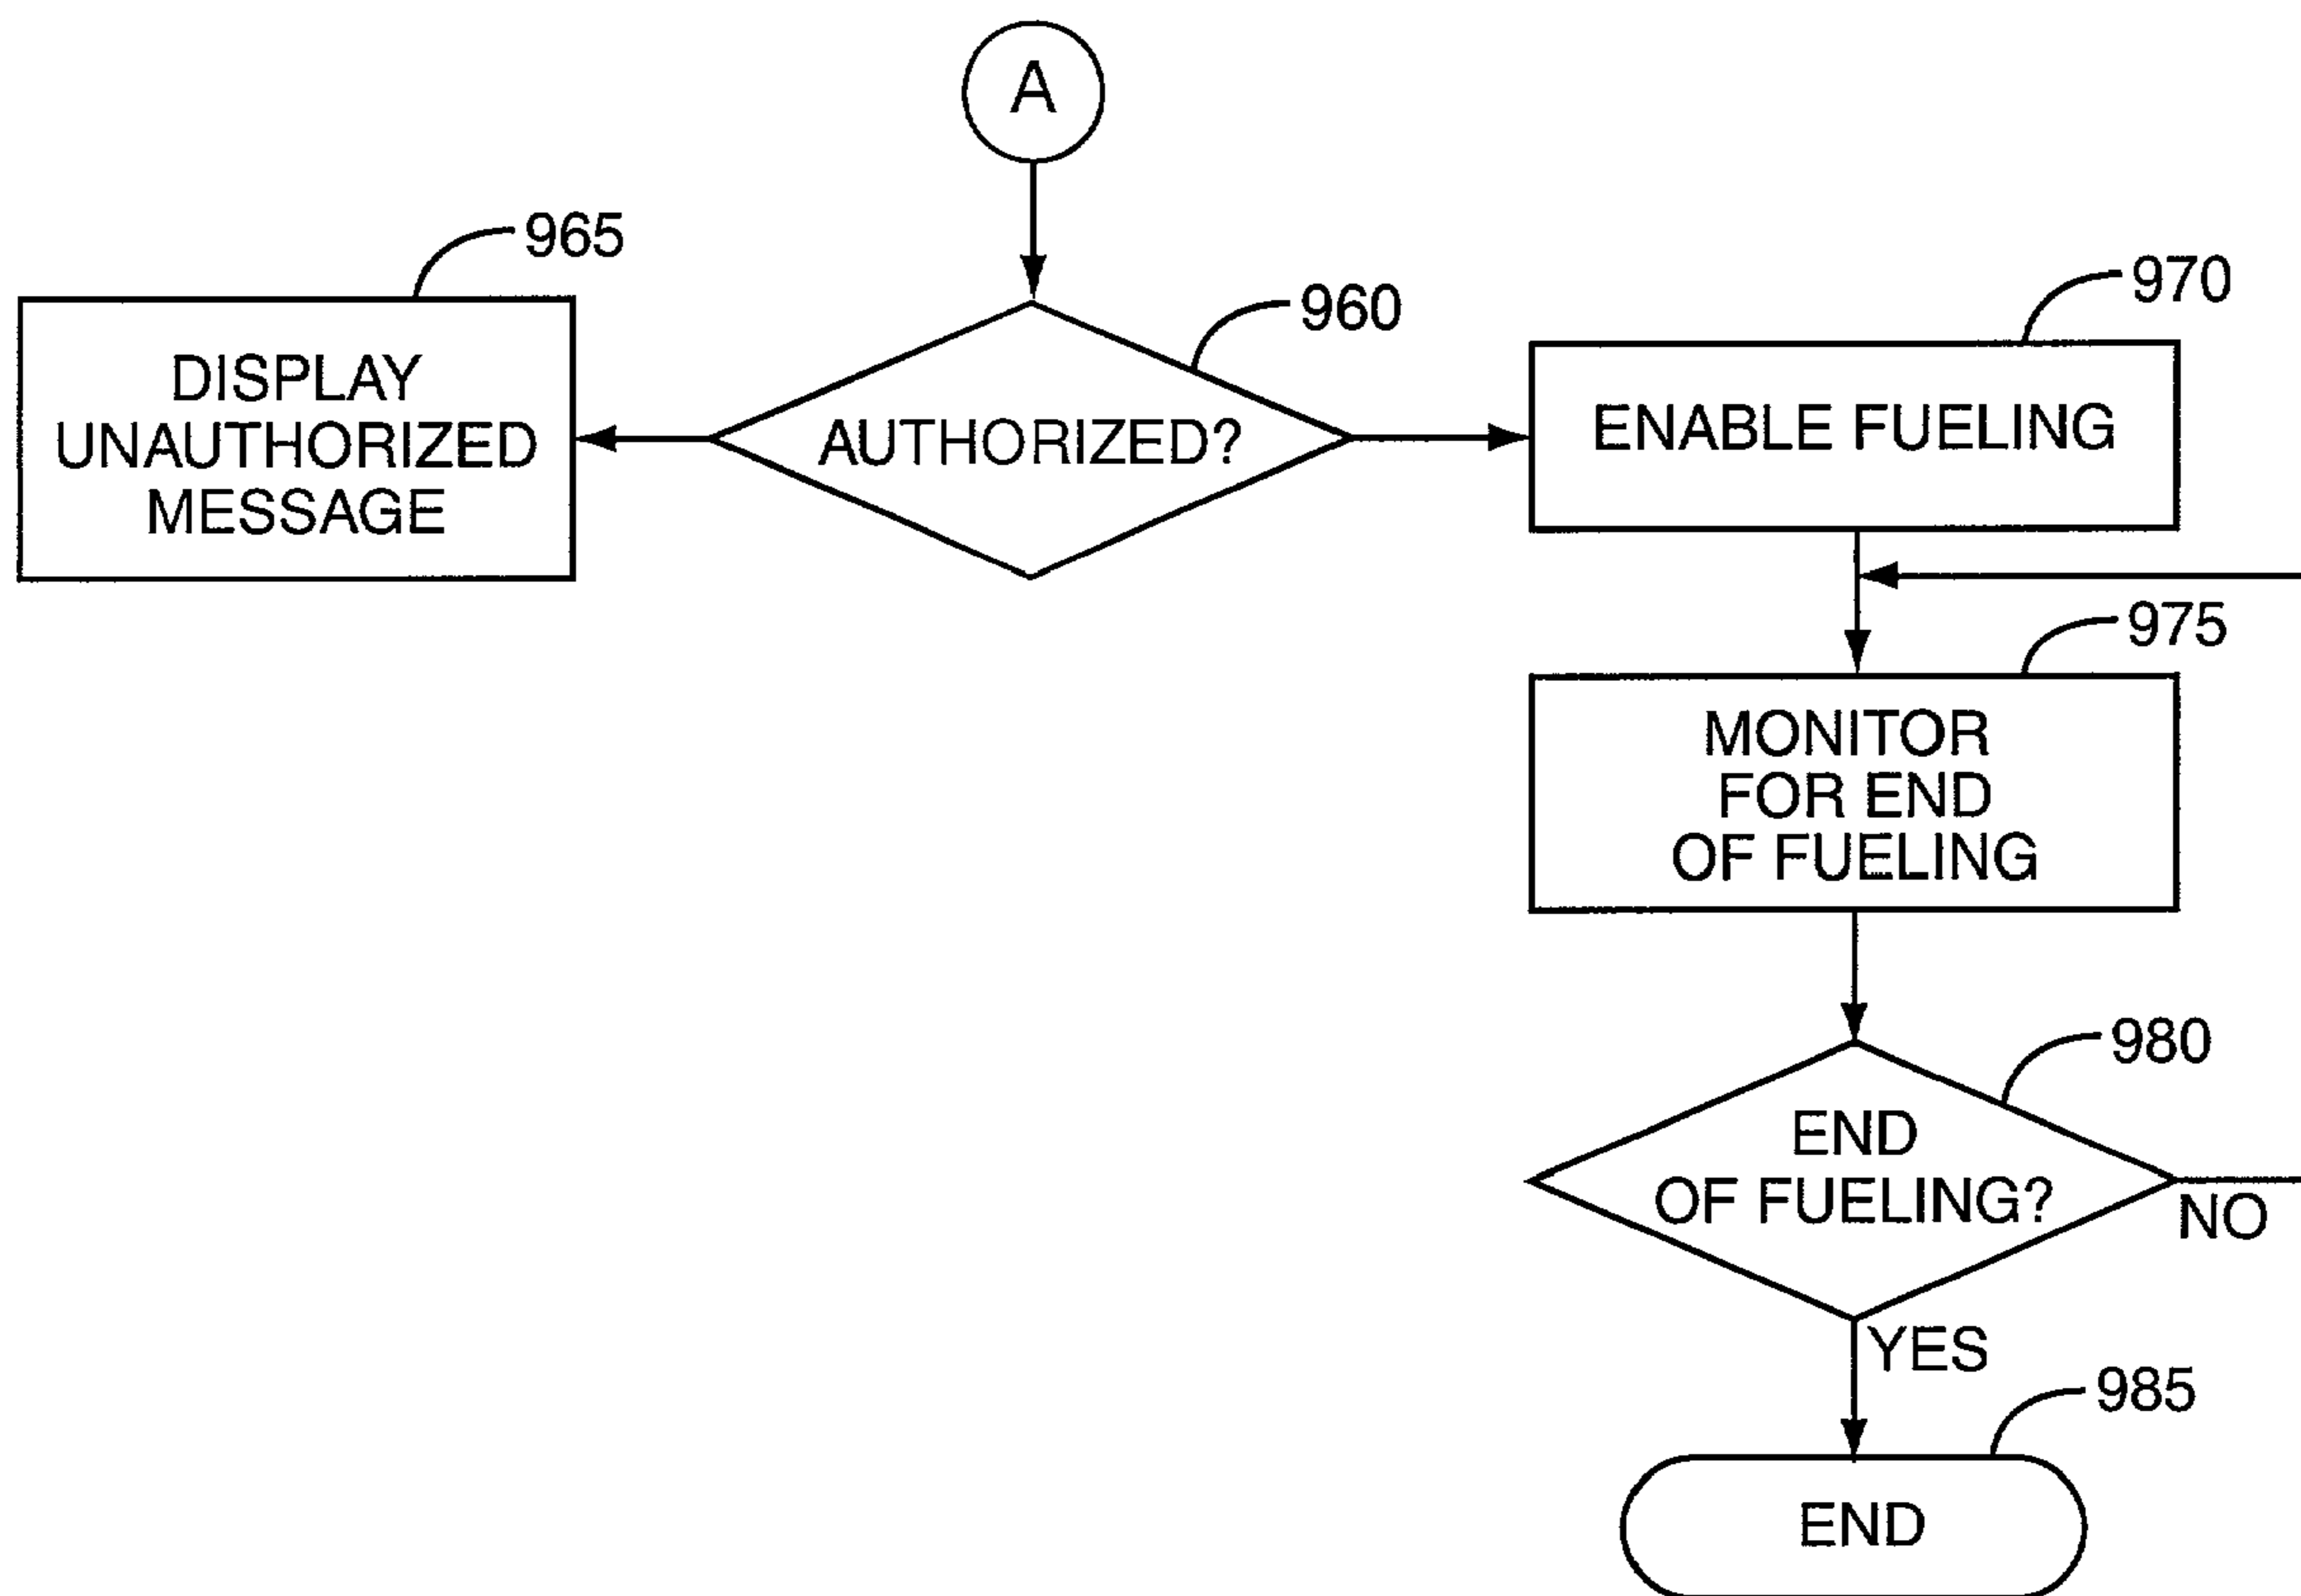 A
965
960
970
DISPLAY
UNAUTHORIZED
MESSAGE
AUTHORIZED?
ENABLE FUELING
975
MONITOR
FOR END
OF FUELING
980
END
OF FUELING?
NO
YES
985
END